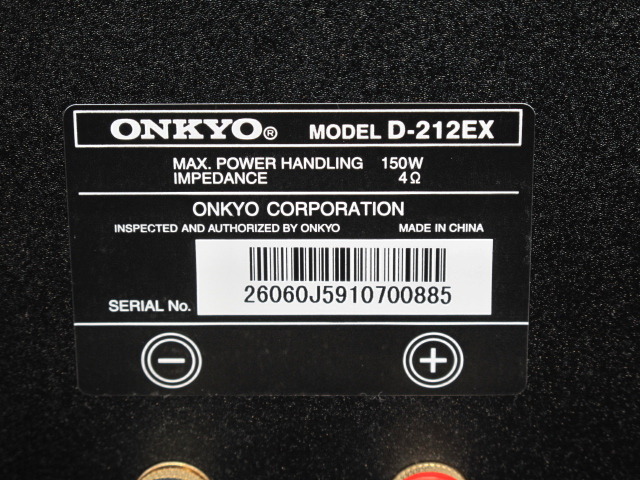 ONKYO® MODEL D-212EX
MAX. POWER HANDLING 150W
IMPEDANCE 4Ω
ONKYO CORPORATION
INSPECTED AND AUTHORIZED BY ONKYO MADE IN CHINA
SERIAL No. 26060J5910700885
− +